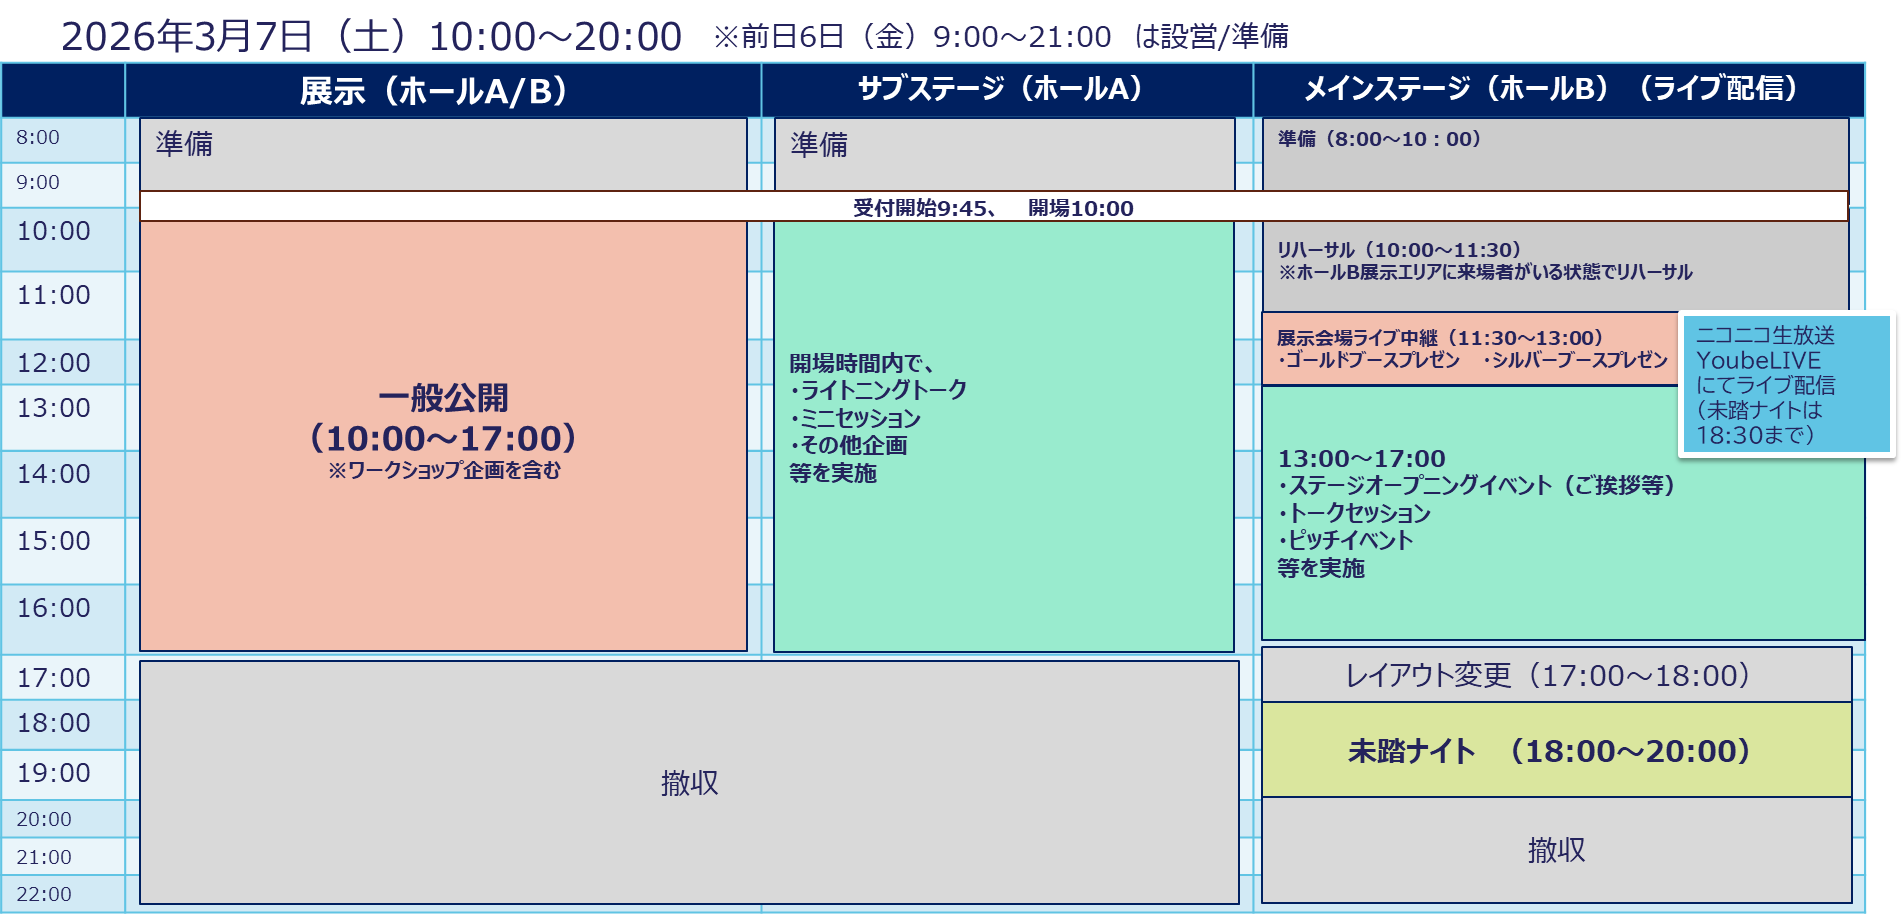 2026年3月7日（土）10:00～20:00　※前日6日（金）9:00～21:00　は設営/準備
展示（ホールA/B）
サブステージ（ホールA）
メインステージ（ホールB）（ライブ配信）
8:00
9:00
10:00
11:00
12:00
13:00
14:00
15:00
16:00
17:00
18:00
19:00
20:00
21:00
22:00
準備
準備
準備（8:00～10：00）
受付開始9:45、　開場10:00
一般公開
（10:00～17:00）
※ワークショップ企画を含む
開場時間内で、
・ライトニングトーク
・ミニセッション
・その他企画
等を実施
リハーサル（10:00～11:30）
※ホールB展示エリアに来場者がいる状態でリハーサル
展示会場ライブ中継（11:30～13:00）
・ゴールドブースプレゼン　・シルバーブースプレゼン
ニコニコ生放送
YoubeLIVE
にてライブ配信
（未踏ナイトは
18:30まで）
13:00～17:00
・ステージオープニングイベント（ご挨拶等）
・トークセッション
・ピッチイベント
等を実施
撤収
レイアウト変更（17:00～18:00）
未踏ナイト　（18:00～20:00）
撤収